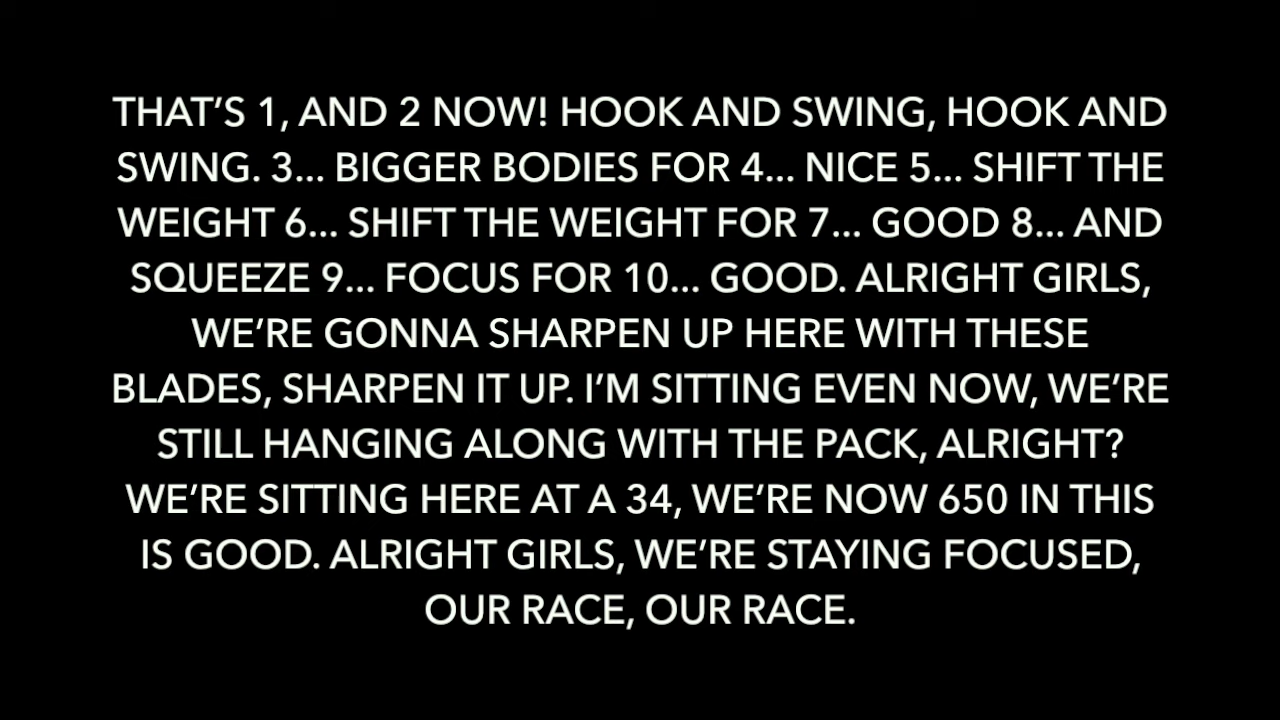 THAT’S 1, AND 2 NOW! HOOK AND SWING, HOOK AND
SWING. 3... BIGGER BODIES FOR 4... NICE 5... SHIFT THE
WEIGHT 6... SHIFT THE WEIGHT FOR 7... GOOD 8... AND
SQUEEZE 9... FOCUS FOR 10... GOOD. ALRIGHT GIRLS,
WE’RE GONNA SHARPEN UP HERE WITH THESE
BLADES, SHARPEN IT UP. I’M SITTING EVEN NOW, WE’RE
STILL HANGING ALONG WITH THE PACK, ALRIGHT?
WE’RE SITTING HERE AT A 34, WE’RE NOW 650 IN THIS
IS GOOD. ALRIGHT GIRLS, WE’RE STAYING FOCUSED,
OUR RACE, OUR RACE.